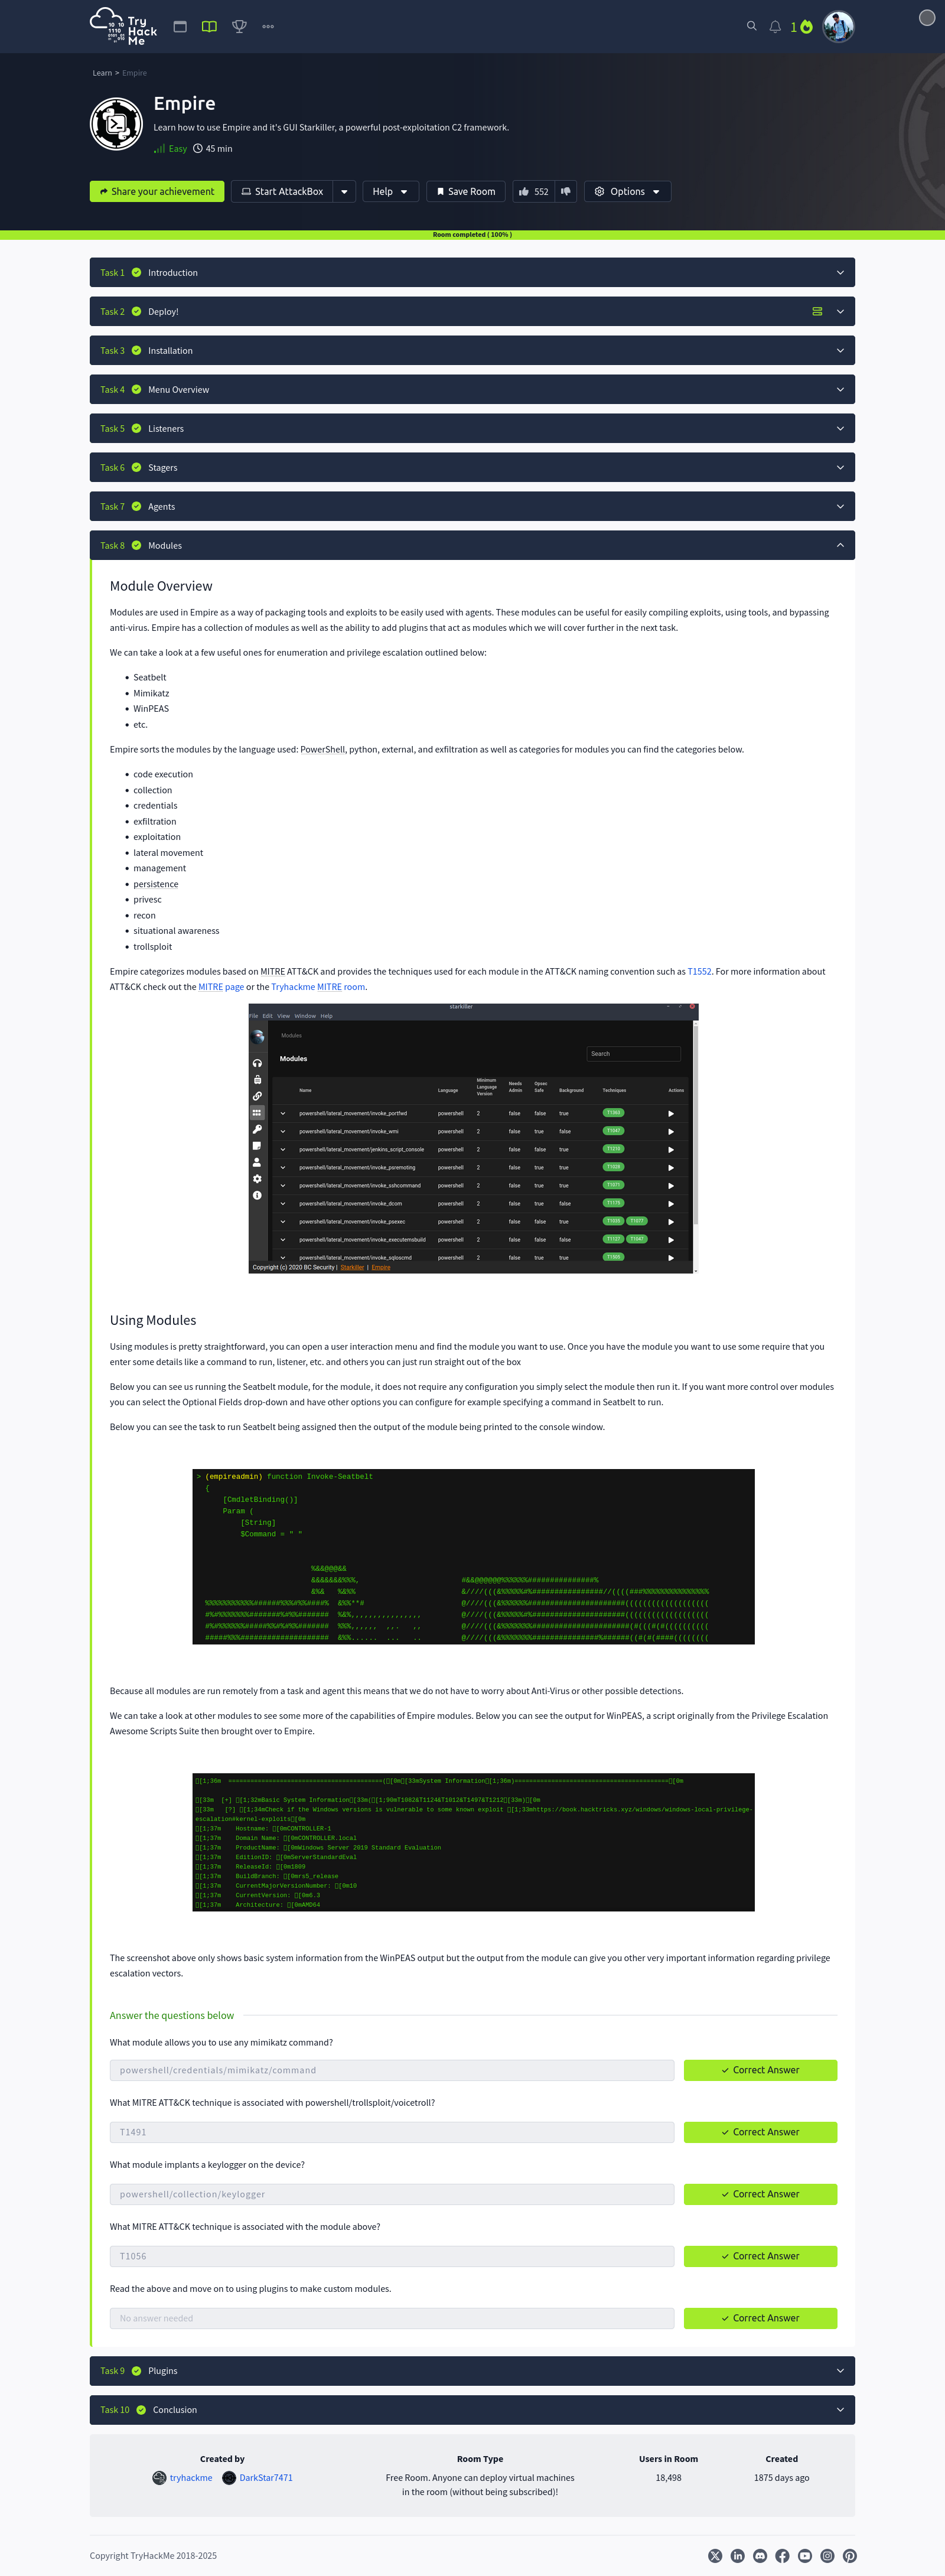 Try
Hack
Me
1
Learn > Empire
Empire
Learn how to use Empire and it's GUI Starkiller, a powerful post-exploitation C2 framework.
Easy 45 min
Share your achievement Start AttackBox Help Save Room 552 Options
Room completed ( 100% )
Task 1 Introduction
Task 2 Deploy!
Task 3 Installation
Task 4 Menu Overview
Task 5 Listeners
Task 6 Stagers
Task 7 Agents
Task 8 Modules
Module Overview
Modules are used in Empire as a way of packaging tools and exploits to be easily used with agents. These modules can be useful for easily compiling exploits, using tools, and bypassing
anti-virus. Empire has a collection of modules as well as the ability to add plugins that act as modules which we will cover further in the next task.
We can take a look at a few useful ones for enumeration and privilege escalation outlined below:
Seatbelt
Mimikatz
WinPEAS
etc.
Empire sorts the modules by the language used: PowerShell, python, external, and exfiltration as well as categories for modules you can find the categories below.
code execution
collection
credentials
exfiltration
exploitation
lateral movement
management
persistence
privesc
recon
situational awareness
trollsploit
Empire categorizes modules based on MITRE ATT&CK and provides the techniques used for each module in the ATT&CK naming convention such as T1552. For more information about
ATT&CK check out the MITRE page or the Tryhackme MITRE room.
starkiller
File Edit View Window Help
Modules
Modules
Search
Name Language Minimum Language Version Needs Admin Opsec Safe Background Techniques Actions
powershell/lateral_movement/invoke_portfwd powershell 2 false false true
powershell/lateral_movement/invoke_wmi powershell 2 false true false T1047
powershell/lateral_movement/jenkins_script_console powershell 2 false false true T1210
powershell/lateral_movement/invoke_psremoting powershell 2 false true true
powershell/lateral_movement/invoke_sshcommand powershell 2 false true true T1071
powershell/lateral_movement/invoke_dcom powershell 2 false true false T1175
powershell/lateral_movement/invoke_psexec powershell 2 false false true T1077
powershell/lateral_movement/invoke_executemsbuild powershell 2 false false false T1127 T1047
powershell/lateral_movement/invoke_sqloscmd powershell 2 false true true
Copyright (c) 2020 BC Security | Starkiller | Empire
Using Modules
Using modules is pretty straightforward, you can open a user interaction menu and find the module you want to use. Once you have the module you want to use some require that you
enter some details like a command to run, listener, etc. and others you can just run straight out of the box
Below you can see us running the Seatbelt module, for the module, it does not require any configuration you simply select the module then run it. If you want more control over modules
you can select the Optional Fields drop-down and have other options you can configure for example specifying a command in Seatbelt to run.
Below you can see the task to run Seatbelt being assigned then the output of the module being printed to the console window.
> (empireadmin) function Invoke-Seatbelt
{
[CmdletBinding()]
Param (
[String]
$Command = " "
Because all modules are run remotely from a task and agent this means that we do not have to worry about Anti-Virus or other possible detections.
We can take a look at other modules to see some more of the capabilities of Empire modules. Below you can see the output for WinPEAS, a script originally from the Privilege Escalation
Awesome Scripts Suite then brought over to Empire.
[1;36m ==========================================([0m[33mSystem Information[1;36m)==========================================[0m
[33m [+] [1;32mBasic System Information[33m([1;90mT1082&T1124&T1012&T1497&T1212[33m)[0m
[33m [?] [1;34mCheck if the Windows versions is vulnerable to some known exploit [1;33mhttps://book.hacktricks.xyz/windows/windows-local-privilege-
escalation#kernel-exploits[0m
[1;37m Hostname: [0mCONTROLLER-1
[1;37m Domain Name: [0mCONTROLLER.local
[1;37m ProductName: [0mWindows Server 2019 Standard Evaluation
[1;37m EditionID: [0mServerStandardEval
[1;37m ReleaseId: [0m1809
[1;37m BuildBranch: [0mrs5_release
[1;37m CurrentMajorVersionNumber: [0m10
[1;37m CurrentVersion: [0m6.3
[1;37m Architecture: [0mAMD64
The screenshot above only shows basic system information from the WinPEAS output but the output from the module can give you other very important information regarding privilege
escalation vectors.
Answer the questions below
What module allows you to use any mimikatz command?
powershell/credentials/mimikatz/command Correct Answer
What MITRE ATT&CK technique is associated with powershell/trollsploit/voicetroll?
T1491 Correct Answer
What module implants a keylogger on the device?
powershell/collection/keylogger Correct Answer
What MITRE ATT&CK technique is associated with the module above?
T1056 Correct Answer
Read the above and move on to using plugins to make custom modules.
No answer needed Correct Answer
Task 9 Plugins
Task 10 Conclusion
Created by Room Type Users in Room Created
tryhackme DarkStar7471 Free Room. Anyone can deploy virtual machines 18,498 1875 days ago
in the room (without being subscribed)!
Copyright TryHackMe 2018-2025